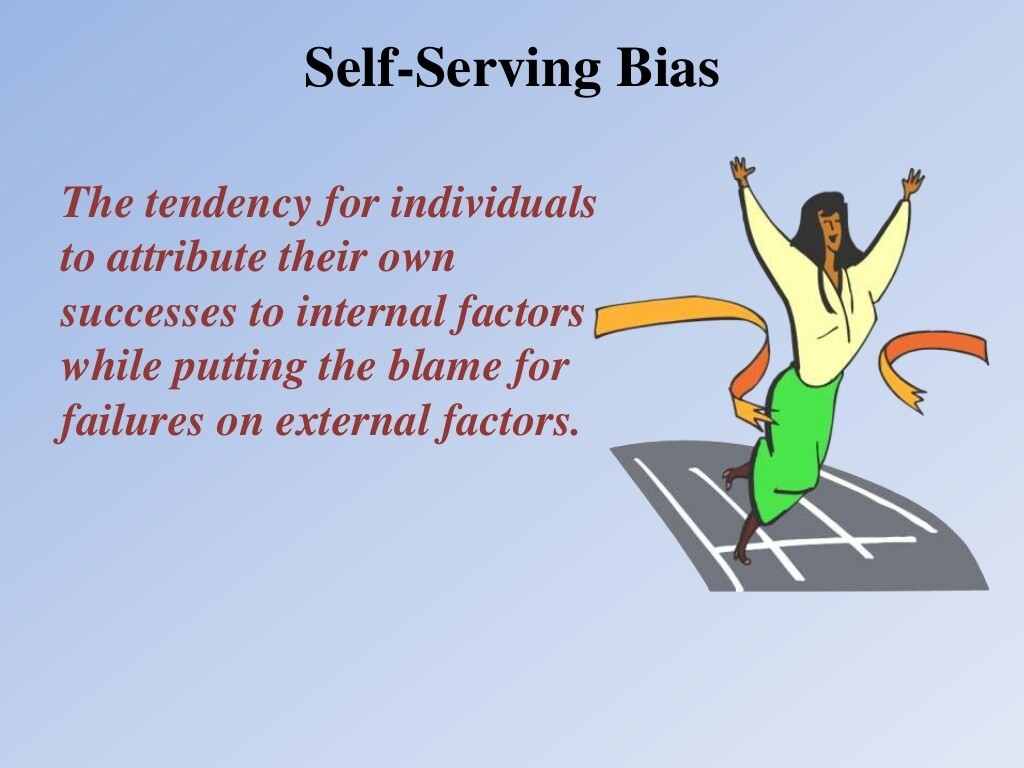 Self-Serving Bias
The tendency for individuals
to attribute their own
successes to internal factors
while putting the blame for
failures on external factors.